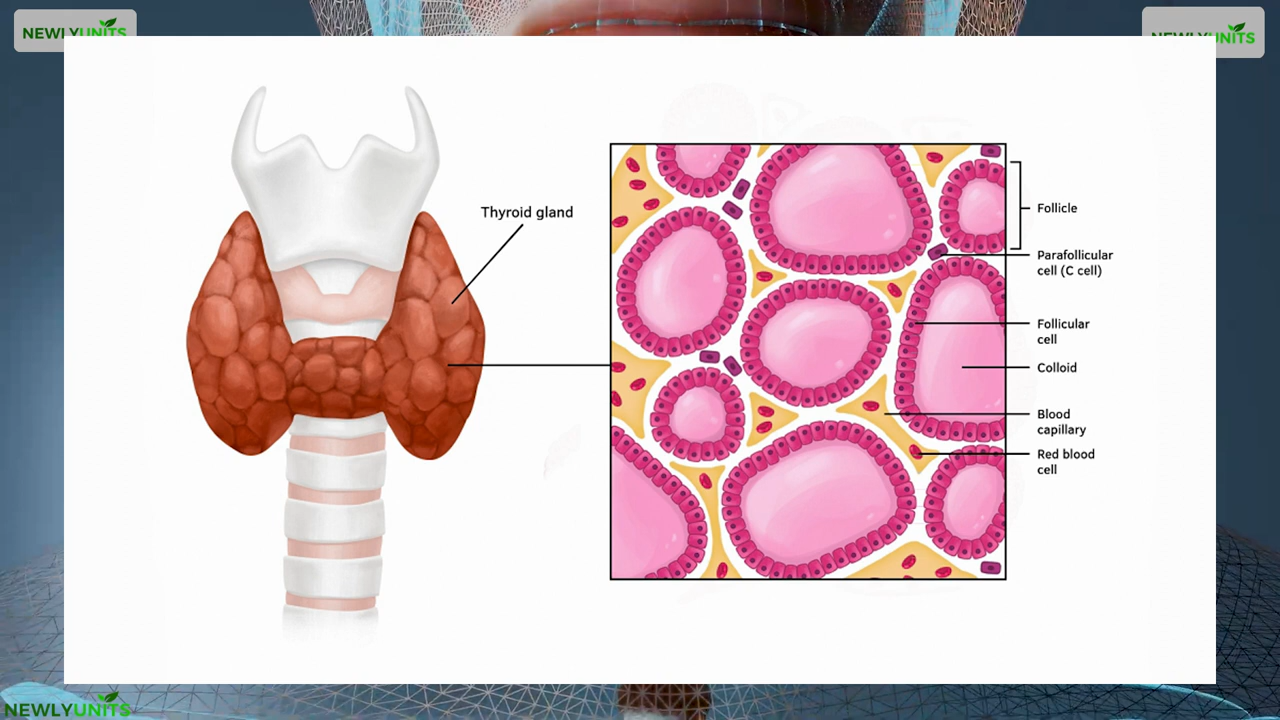 NEWLYUNITS
NEWLYUNITS
Thyroid gland
Follicle
Parafollicular
cell (C cell)
Follicular
cell
Colloid
Blood
capillary
Red blood
cell
NEWLYUNITS